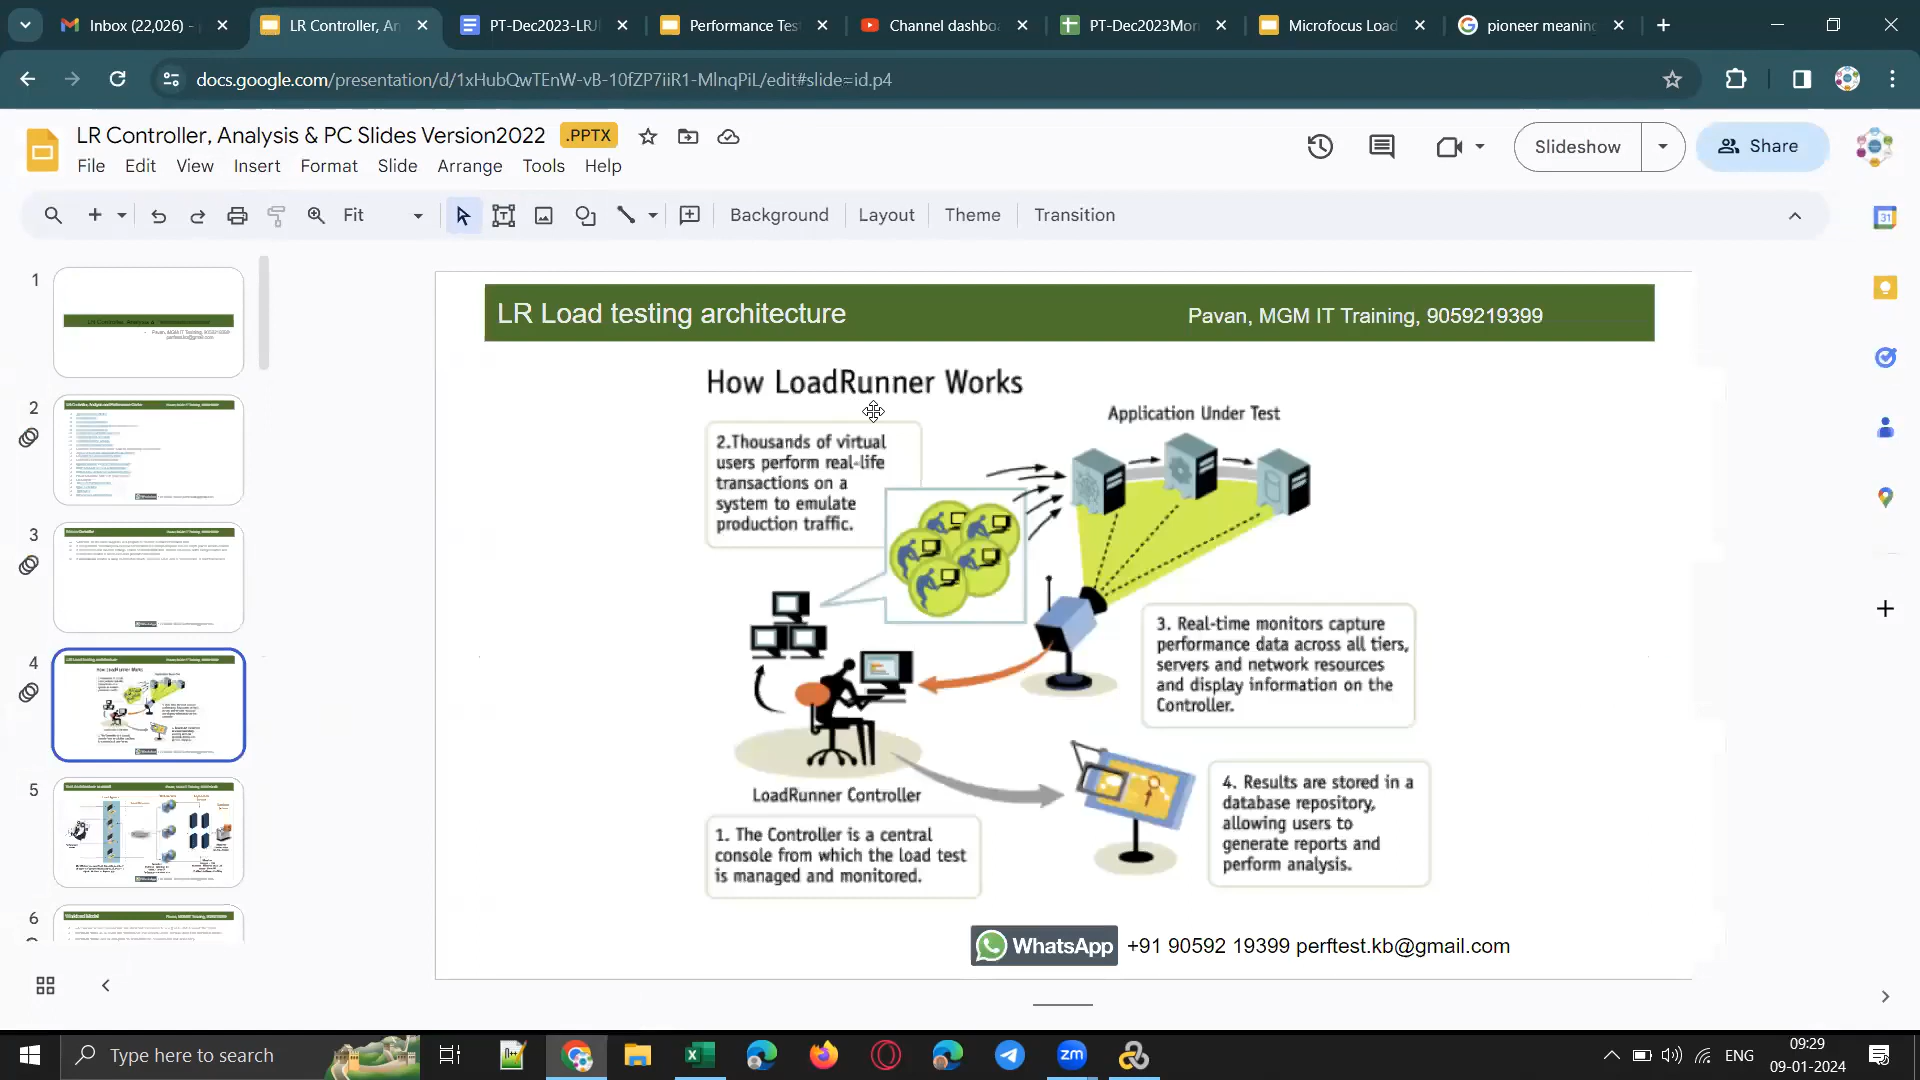 Inbox (22,026) -
LR Controller, An
PT-Dec2023-LRJ
Performance Tes
Channel dashboa
PT-Dec2023Mor
Microfocus Load
pioneer meaning
docs.google.com/presentation/d/1xHubQwTEnW-vB-10fZP7iiR1-MlnqPiL/edit#slide=id.p4
LR Controller, Analysis & PC Slides Version2022
.PPTX
File Edit View Insert Format Slide Arrange Tools Help
Slideshow
Share
Fit
Background
Layout
Theme
Transition
31
1
2
3
4
5
6
LR Load testing architecture
Pavan, MGM IT Training, 9059219399
How LoadRunner Works
Application Under Test
2.Thousands of virtual
users perform real-life
transactions on a
system to emulate
production traffic.
3. Real-time monitors capture
performance data across all tiers,
servers and network resources
and display information on the
Controller.
LoadRunner Controller
1. The Controller is a central
console from which the load test
is managed and monitored.
4. Results are stored in a
database repository,
allowing users to
generate reports and
perform analysis.
WhatsApp
+91 90592 19399 perftest.kb@gmail.com
Type here to search
zm
ENG
09:29
09-01-2024